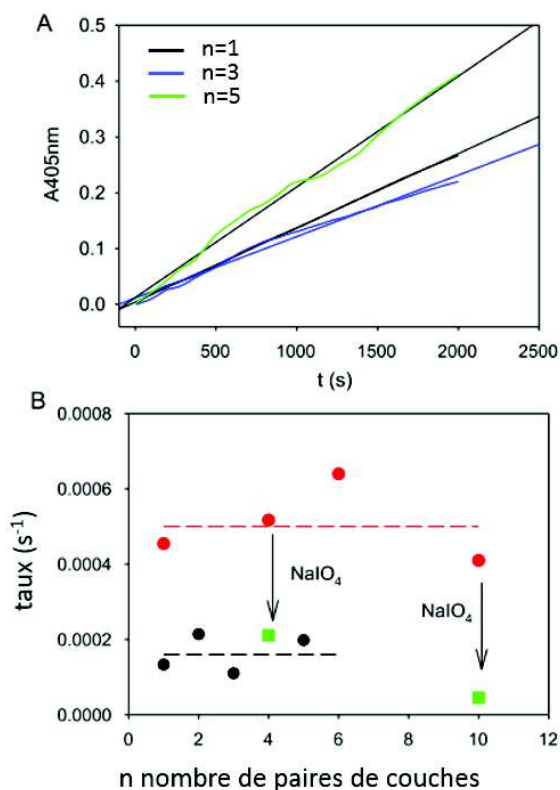 A
n=1
n=3
n=5
0.5
0.4
0.3
0.2
0.1
0.0
A405nm
0 500 1000 1500 2000 2500
t (s)
B
0.0008
0.0006
0.0004
0.0002
0.0000
taux (s-1)
NaIO4
NaIO4
0 2 4 6 8 10 12
n nombre de paires de couches